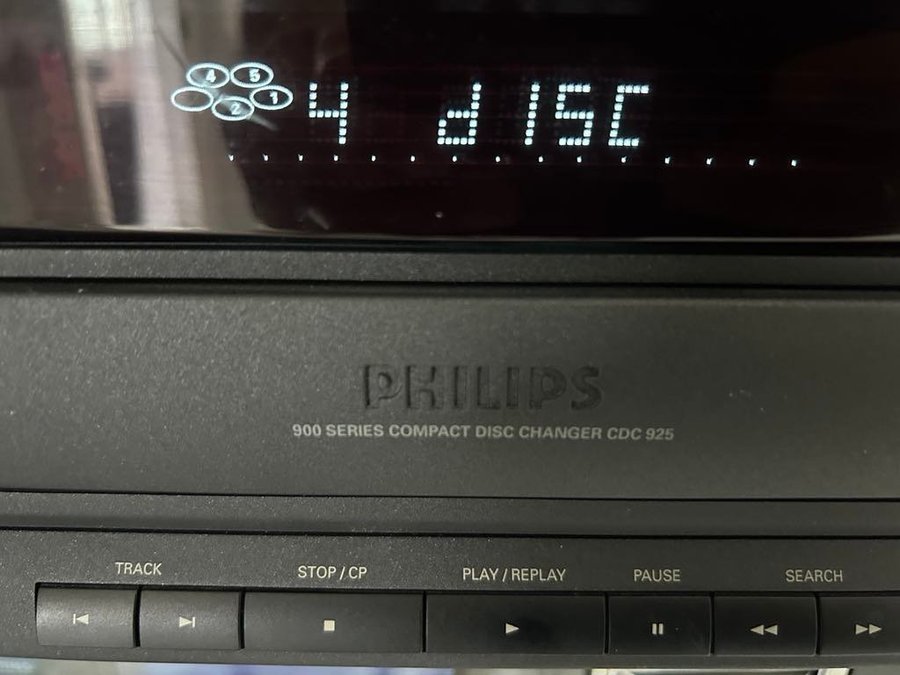 4 5
2 1
4 dISC
PHILIPS
900 SERIES COMPACT DISC CHANGER CDC 925
TRACK STOP / CP PLAY / REPLAY PAUSE SEARCH